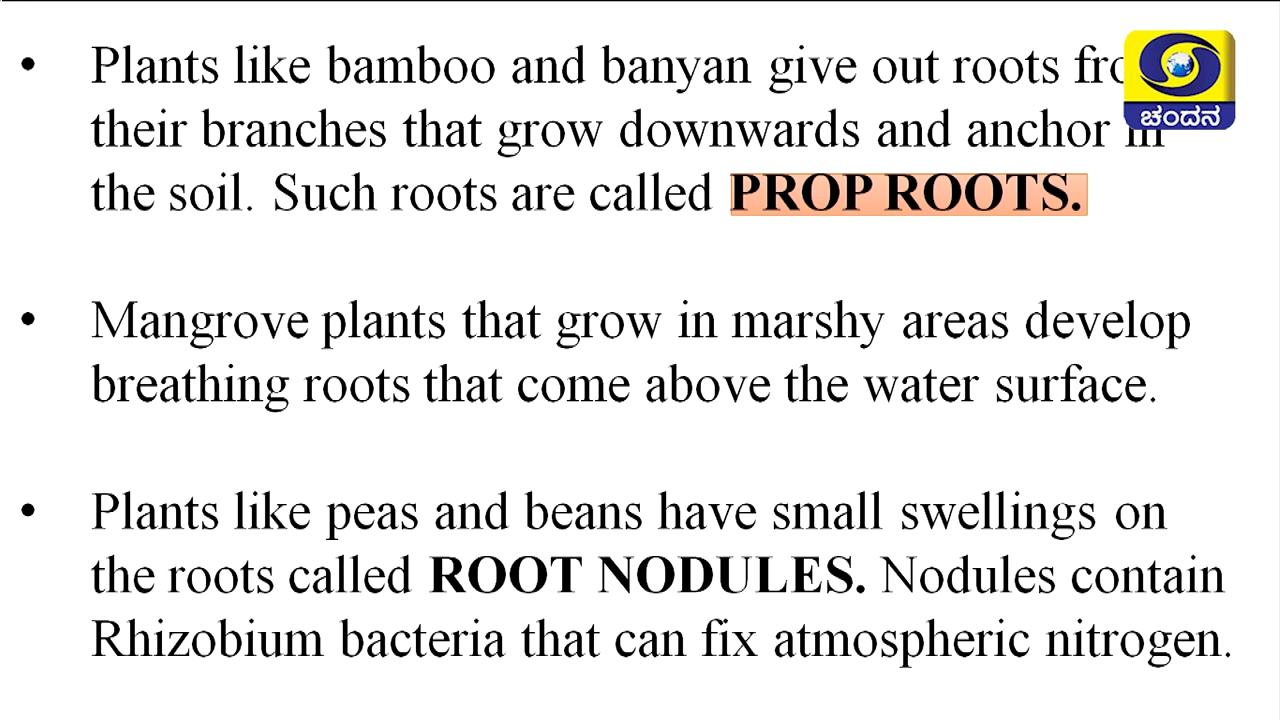 • Plants like bamboo and banyan give out roots
their branches that grow downwards and anchor in
the soil. Such roots are called PROP ROOTS.
• Mangrove plants that grow in marshy areas develop
breathing roots that come above the water surface.
• Plants like peas and beans have small swellings on
the roots called ROOT NODULES. Nodules contain
Rhizobium bacteria that can fix atmospheric nitrogen.
ಚಂದನ